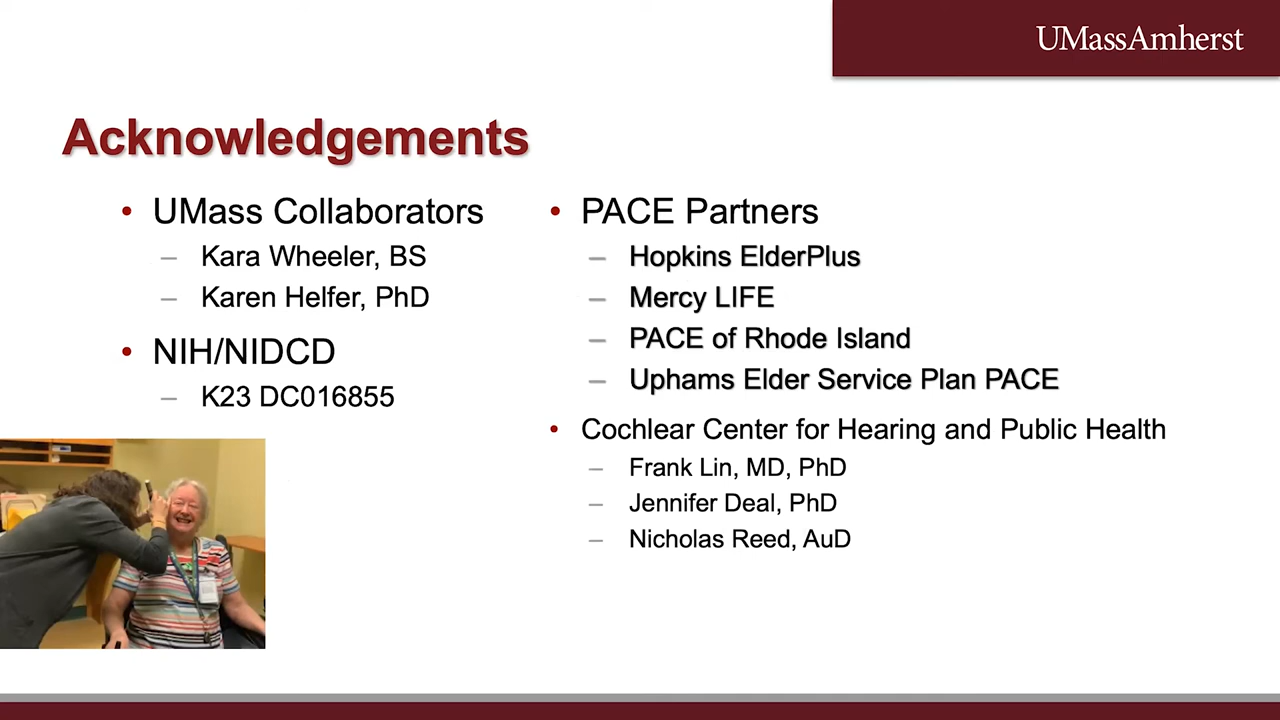 UMassAmherst
Acknowledgements
• UMass Collaborators
– Kara Wheeler, BS
– Karen Helfer, PhD
• NIH/NIDCD
– K23 DC016855
• PACE Partners
– Hopkins ElderPlus
– Mercy LIFE
– PACE of Rhode Island
– Uphams Elder Service Plan PACE
• Cochlear Center for Hearing and Public Health
– Frank Lin, MD, PhD
– Jennifer Deal, PhD
– Nicholas Reed, AuD